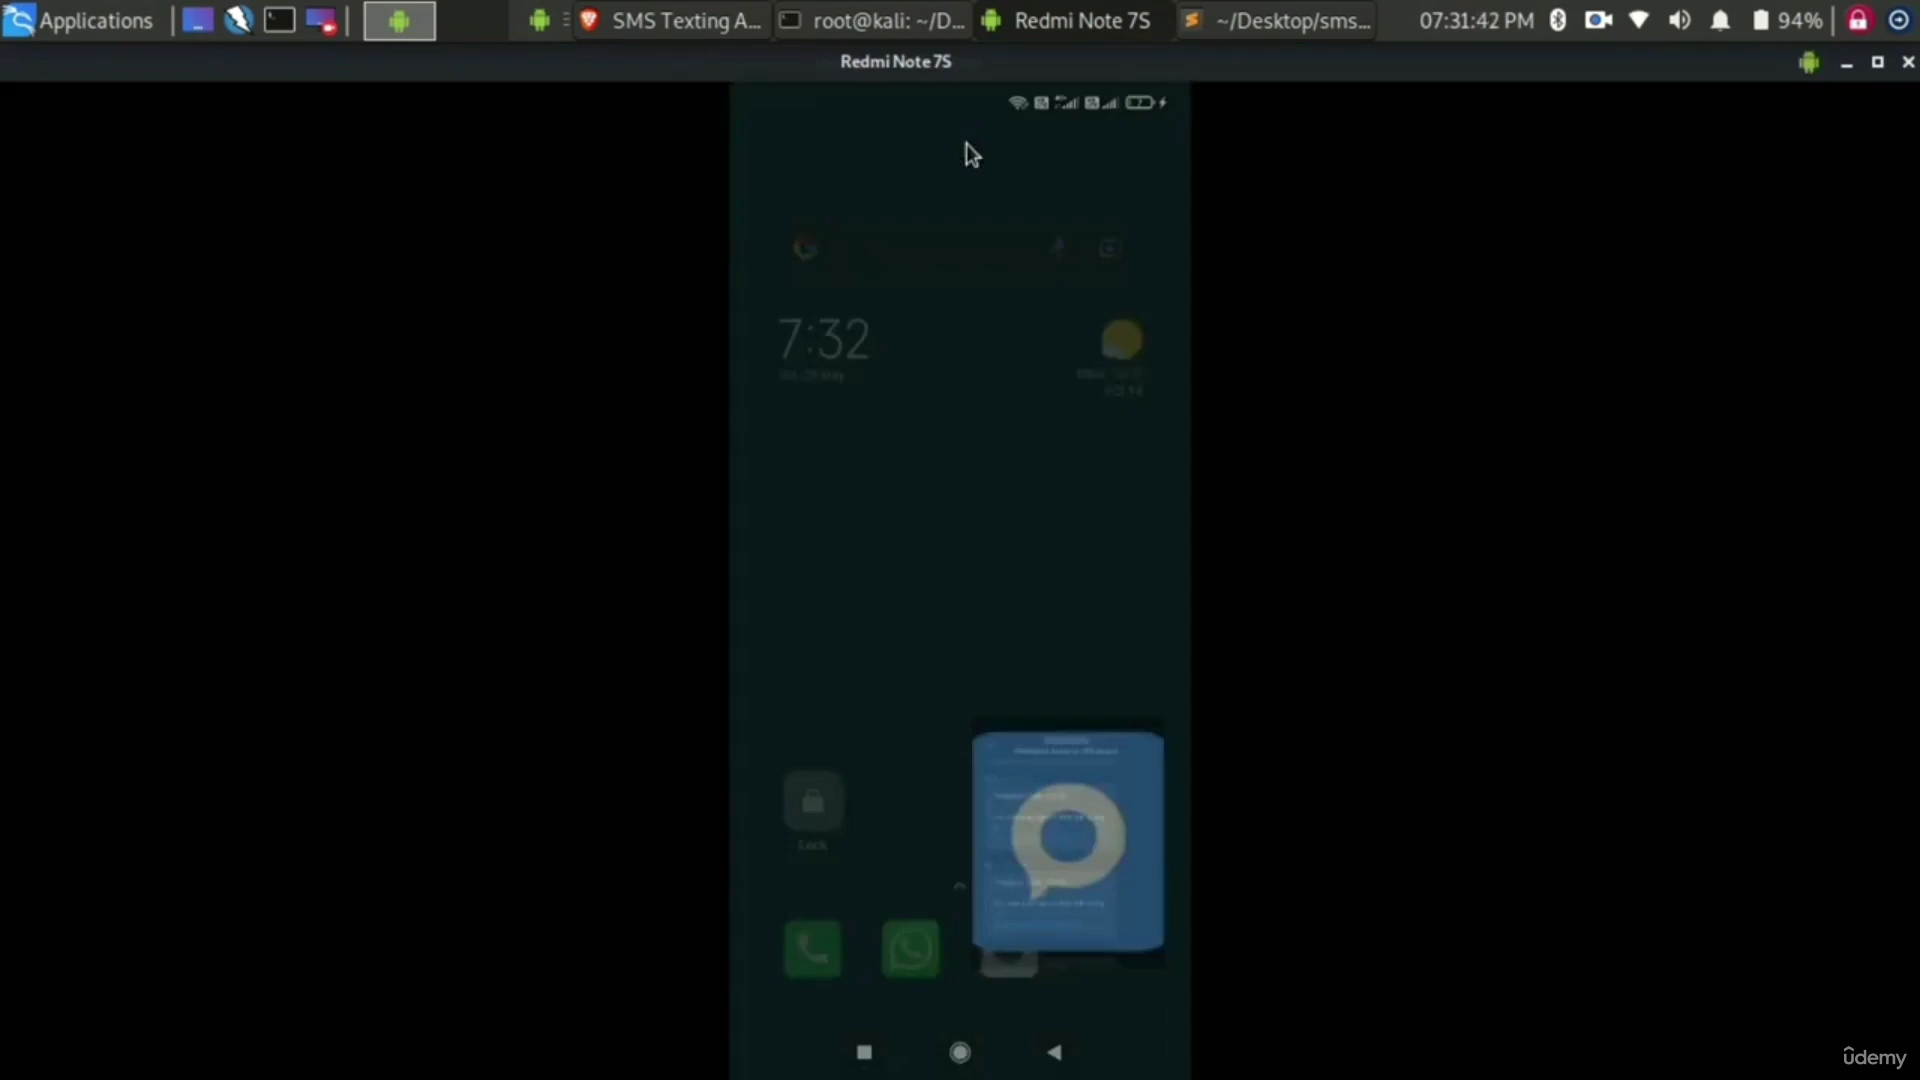 Applications
SMS Texting A...
root@kali: ~/D...
Redmi Note 7S
~/Desktop/sms...
07:31:42 PM
94%
Redmi Note 7S
7:32
Lock
ûdemy